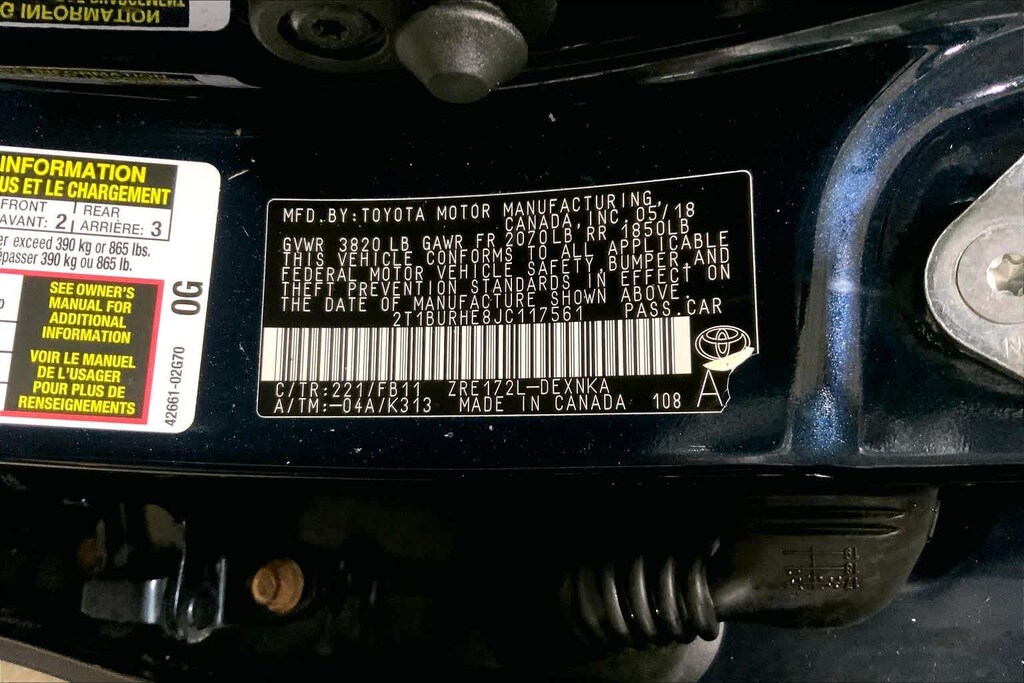 G INFORMATION
INFORMATION
US ET LE CHARGEMENT
FRONT
AVANT: 2
REAR
ARRIÈRE: 3
er exceed 390 kg or 865 lbs.
épasser 390 kg ou 865 lb.
SEE OWNER'S
MANUAL FOR
ADDITIONAL
INFORMATION
VOIR LE MANUEL
DE L'USAGER
POUR PLUS DE
RENSEIGNEMENTS
0G
42661-02G70
MFD.BY:TOYOTA MOTOR MANUFACTURING,
CANADA, INC. 05/18
GVWR 3820 LB GAWR FR 2070LB, RR 1850LB
THIS VEHICLE CONFORMS TO ALL APPLICABLE
FEDERAL MOTOR VEHICLE SAFETY, BUMPER,AND
THEFT PREVENTION STANDARDS IN EFFECT ON
THE DATE OF MANUFACTURE SHOWN ABOVE.
2T1BURHE8JC117561 PASS.CAR
C/TR:221/FB11 ZRE172L-DEXNKA
A/TM:-04A/K313 MADE IN CANADA 108 A